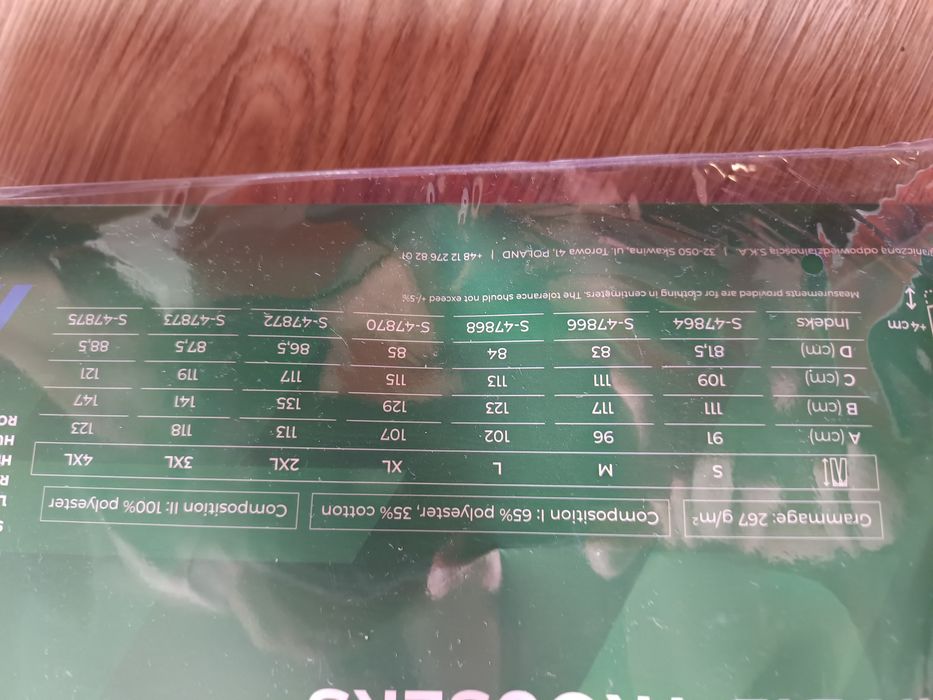 Grammage: 267 g/m² Composition I: 65% polyester, 35% cotton Composition II: 100% polyester
S M L XL 2XL 3XL 4XL
A (cm) 91 96 102 107 113 118 123
B (cm) 111 117 123 129 135 141 147
C (cm) 109 111 113 115 117 119 121
D (cm) 81,5 83 84 85 86,5 87,5 88,5
Indeks S-47864 S-47866 S-47868 S-47870 S-47872 S-47873 S-47875
+4 cm
Measurements provided are for clothing in centimeters. The tolerance should not exceed +/-5%
odpowiedzialnością S.K.A. | 32-050 Skawina, ul. Torowa 41, POLAND | +48 12 276 82 01